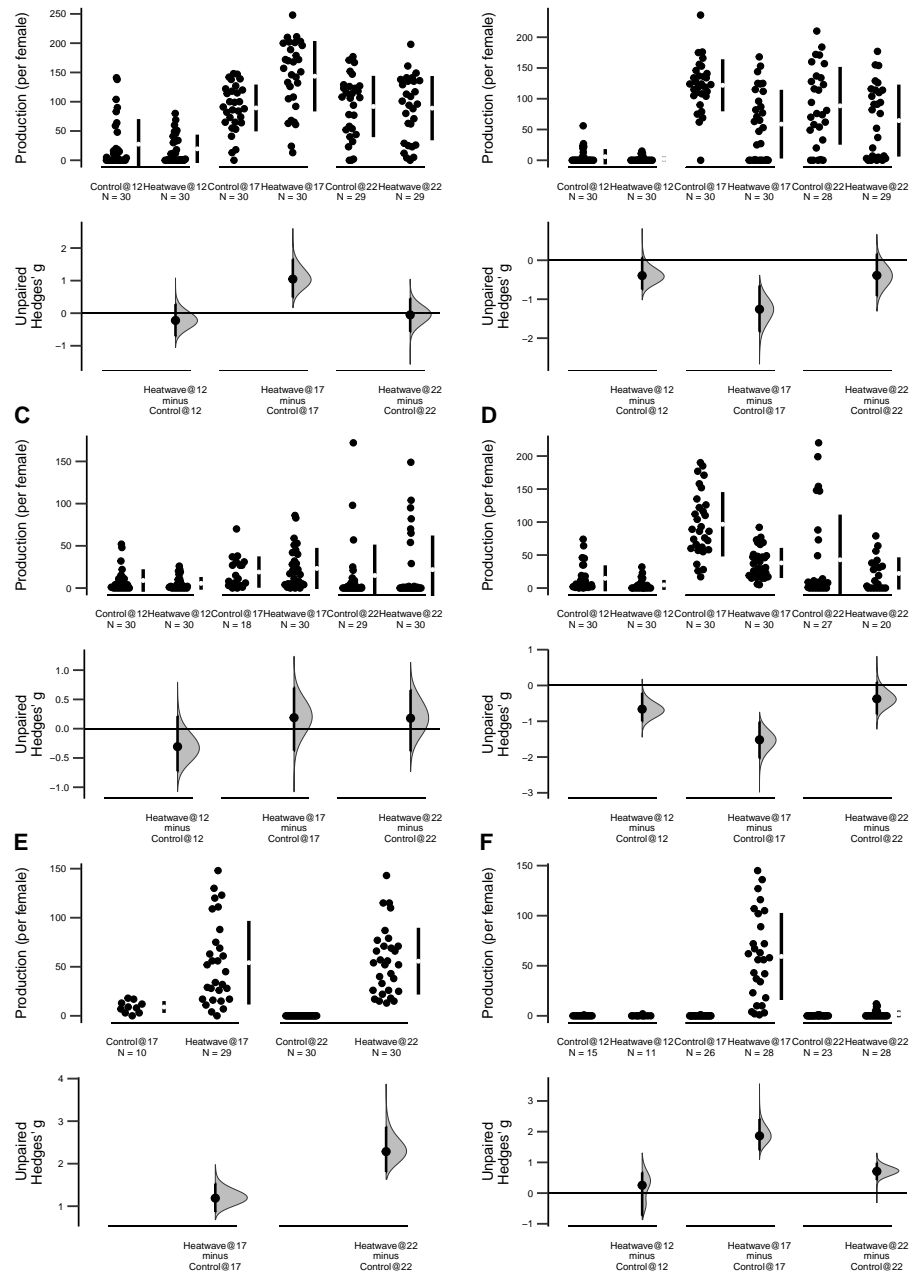 Production (per female)
250
200
150
100
50
0
Control@12 Heatwave@12 Control@17 Heatwave@17 Control@22 Heatwave@22
N = 30 N = 30 N = 30 N = 30 N = 29 N = 29
Unpaired
Hedges' g
2
1
0
−1
Heatwave@12 Heatwave@17 Heatwave@22
minus minus minus
Control@12 Control@17 Control@22
Production (per female)
200
150
100
50
0
Control@12 Heatwave@12 Control@17 Heatwave@17 Control@22 Heatwave@22
N = 30 N = 30 N = 30 N = 30 N = 28 N = 29
Unpaired
Hedges' g
0
−1
−2
Heatwave@12 Heatwave@17 Heatwave@22
minus minus minus
Control@12 Control@17 Control@22
C
Production (per female)
150
100
50
0
Control@12 Heatwave@12 Control@17 Heatwave@17 Control@22 Heatwave@22
N = 30 N = 30 N = 18 N = 30 N = 29 N = 30
Unpaired
Hedges' g
1.0
0.5
0.0
−0.5
−1.0
Heatwave@12 Heatwave@17 Heatwave@22
minus minus minus
Control@12 Control@17 Control@22
D
Production (per female)
200
150
100
50
0
Control@12 Heatwave@12 Control@17 Heatwave@17 Control@22 Heatwave@22
N = 30 N = 30 N = 30 N = 30 N = 27 N = 20
Unpaired
Hedges' g
1
0
−1
−2
−3
Heatwave@12 Heatwave@17 Heatwave@22
minus minus minus
Control@12 Control@17 Control@22
E
Production (per female)
150
100
50
0
Control@17 Heatwave@17 Control@22 Heatwave@22
N = 10 N = 29 N = 30 N = 30
Unpaired
Hedges' g
4
3
2
1
Heatwave@17 Heatwave@22
minus minus
Control@17 Control@22
F
Production (per female)
150
100
50
0
Control@12 Heatwave@12 Control@17 Heatwave@17 Control@22 Heatwave@22
N = 15 N = 11 N = 26 N = 28 N = 23 N = 28
Unpaired
Hedges' g
3
2
1
0
−1
Heatwave@12 Heatwave@17 Heatwave@22
minus minus minus
Control@12 Control@17 Control@22